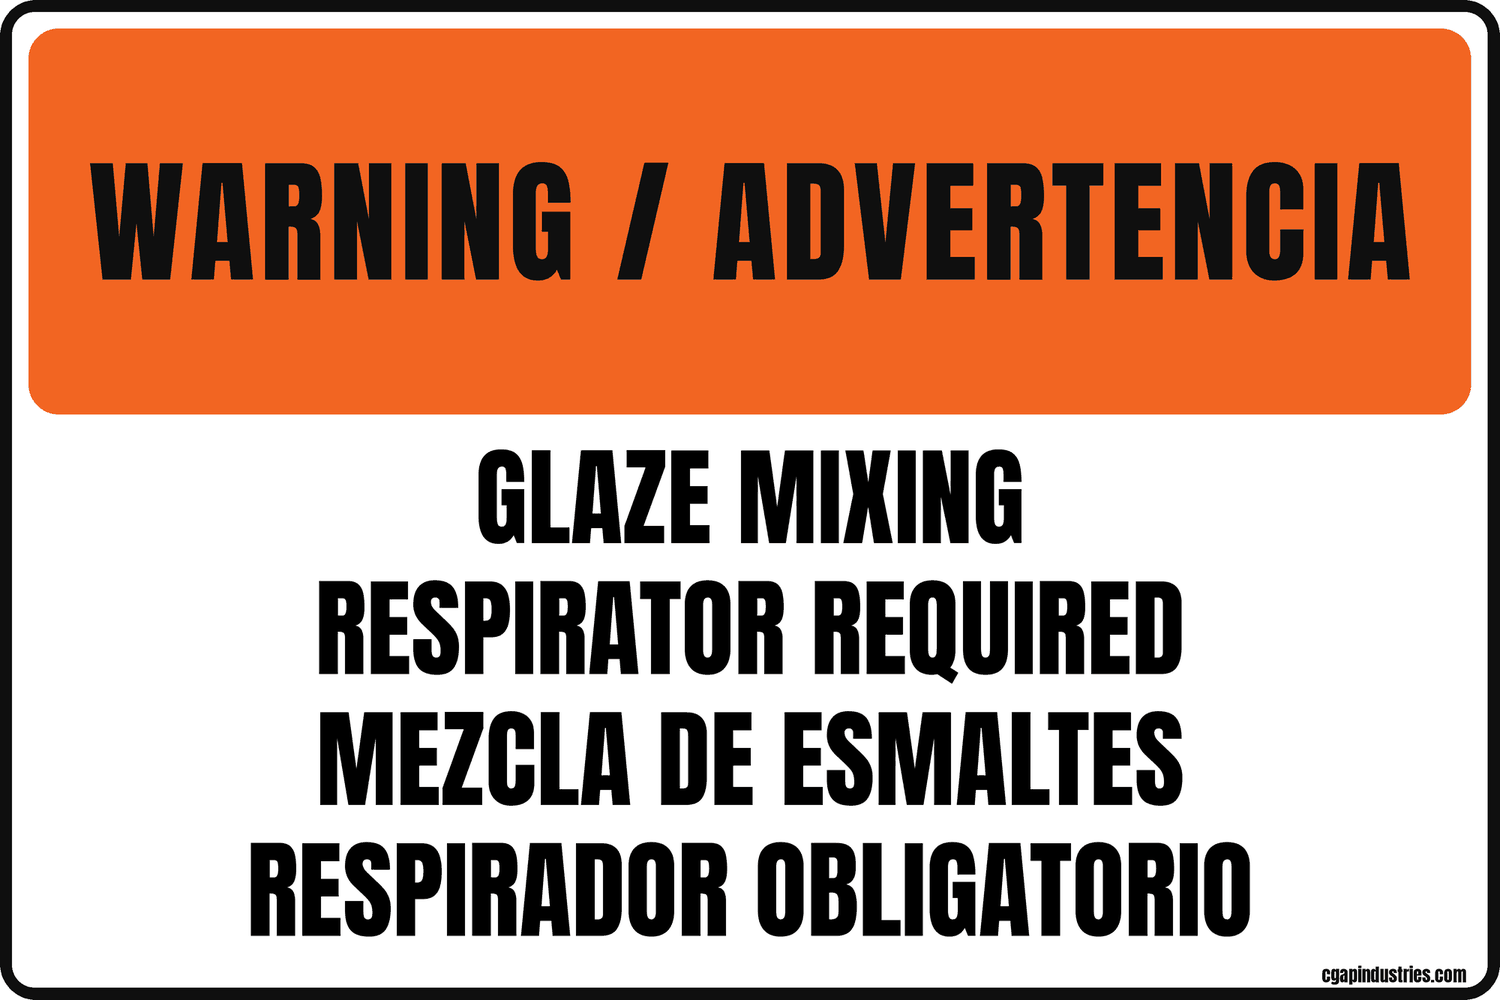 WARNING / ADVERTENCIA
GLAZE MIXING
RESPIRATOR REQUIRED
MEZCLA DE ESMALTES
RESPIRADOR OBLIGATORIO
cgapindustries.com